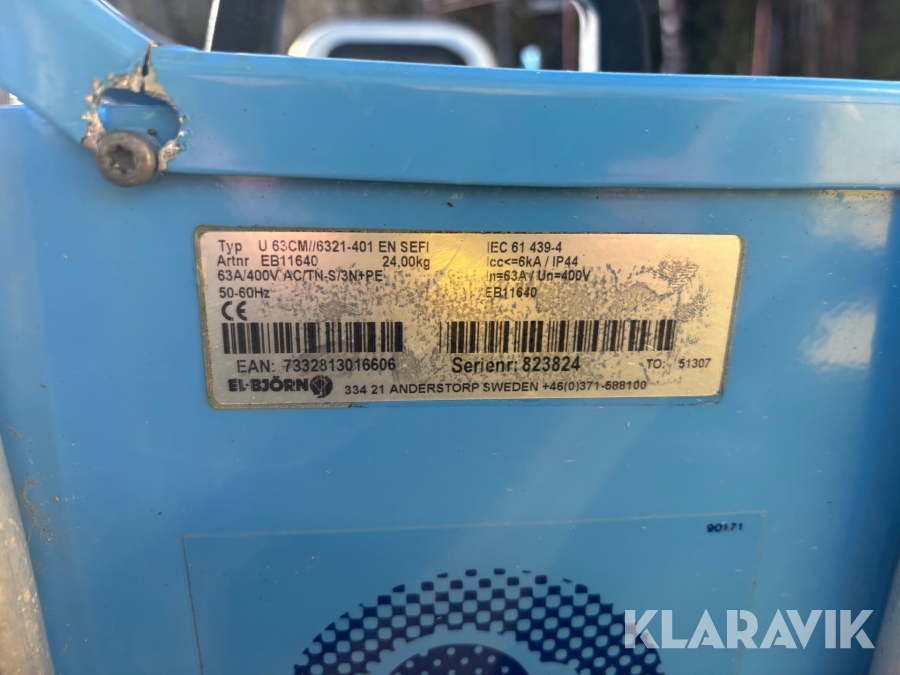 Typ U 63CM//6321-401 EN SEFI IEC 61 439-4
Artnr EB11640 24,00kg Icc<=6kA / IP44
63A/400V AC/TN-S/3N+PE In=63A / Un=400V
50-60Hz EB11640
CE
EAN: 7332813016606 Serienr: 823824 TO: 51307
EL-BJÖRN 334 21 ANDERSTORP SWEDEN +46(0)371-588100
90171
KLARAVIK